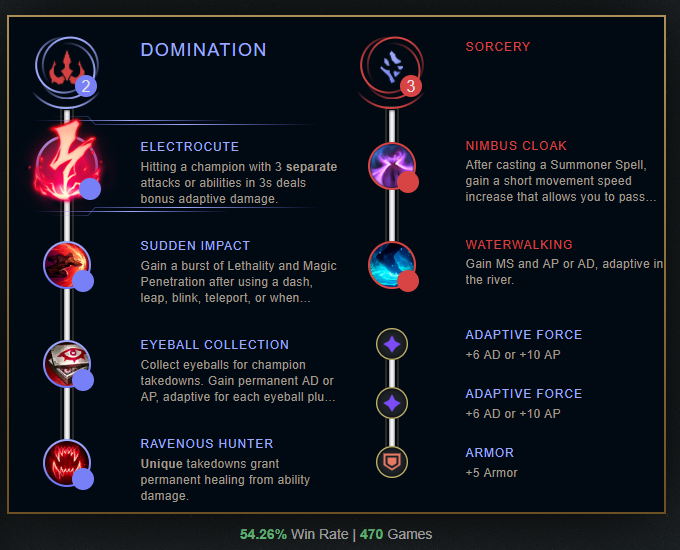 DOMINATION
2
ELECTROCUTE
Hitting a champion with 3 separate
attacks or abilities in 3s deals
bonus adaptive damage.
SUDDEN IMPACT
Gain a burst of Lethality and Magic
Penetration after using a dash,
leap, blink, teleport, or when...
EYEBALL COLLECTION
Collect eyeballs for champion
takedowns. Gain permanent AD or
AP, adaptive for each eyeball plu...
RAVENOUS HUNTER
Unique takedowns grant
permanent healing from ability
damage.
SORCERY
3
NIMBUS CLOAK
After casting a Summoner Spell,
gain a short movement speed
increase that allows you to pass...
WATERWALKING
Gain MS and AP or AD, adaptive in
the river.
ADAPTIVE FORCE
+6 AD or +10 AP
ADAPTIVE FORCE
+6 AD or +10 AP
ARMOR
+5 Armor
54.26% Win Rate | 470 Games